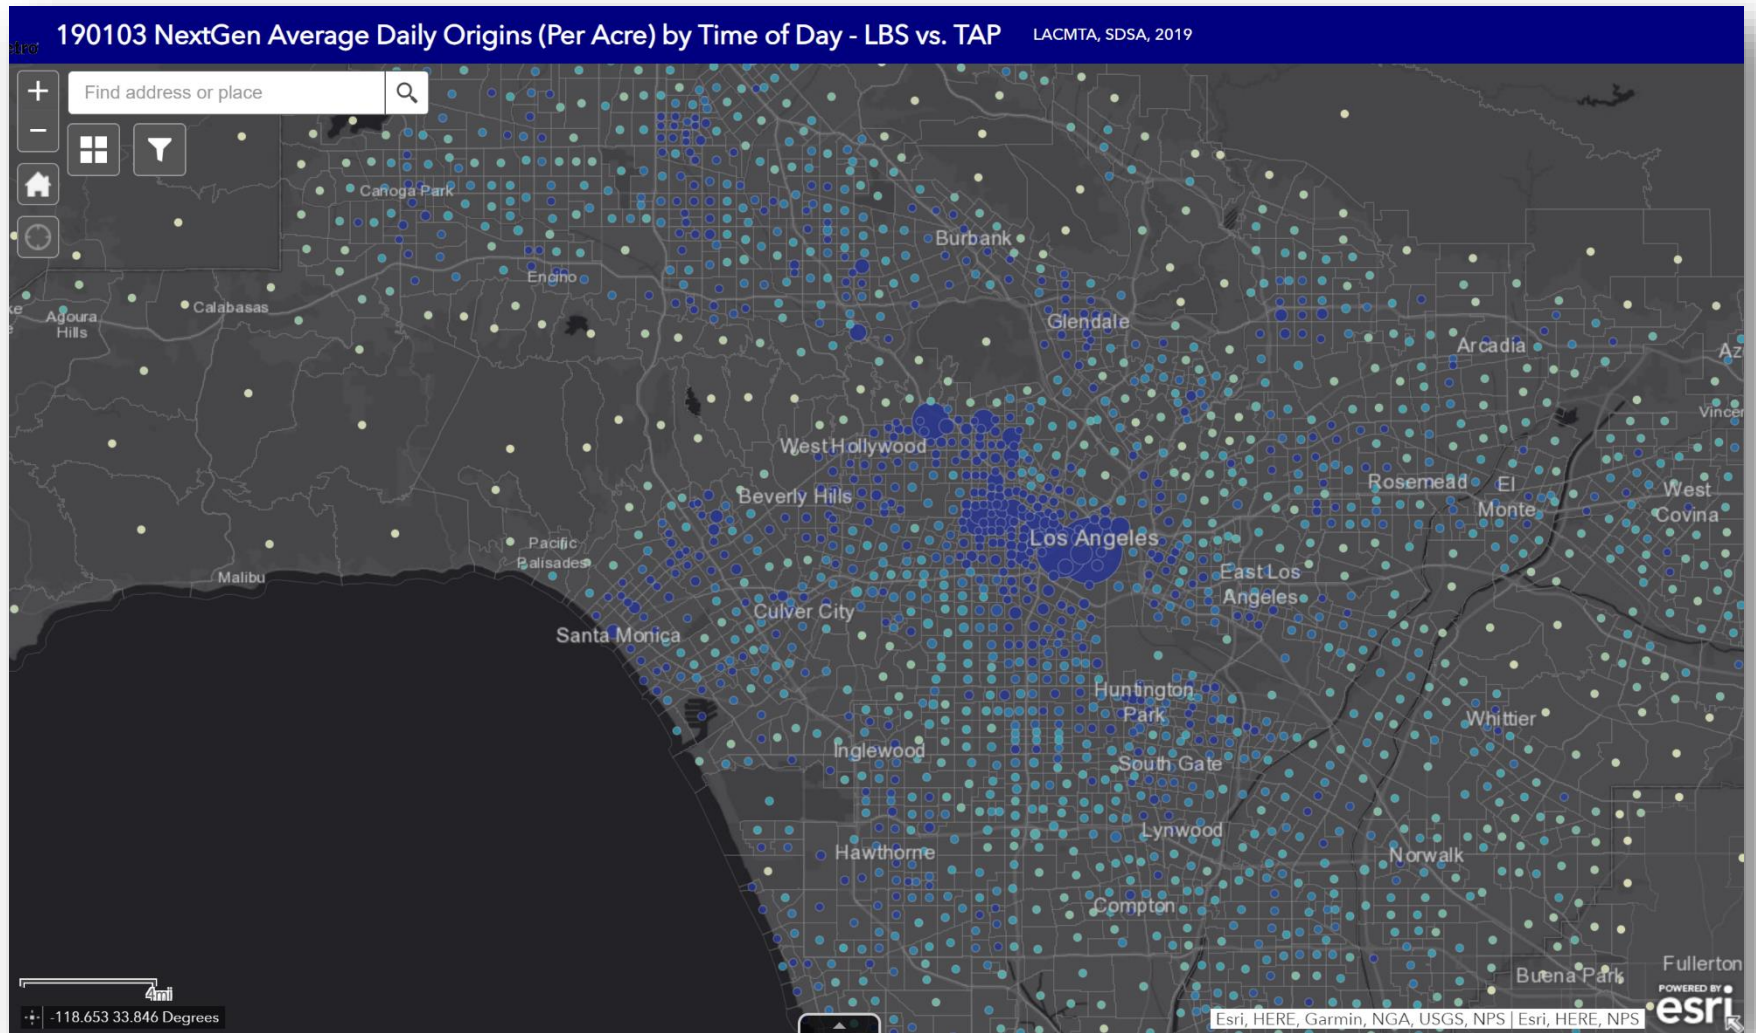 190103 NextGen Average Daily Origins (Per Acre) by Time of Day - LBS vs. TAP
LACMTA, SDSA, 2019
+
Find address or place
−
Canoga Park
Burbank
Encino
Calabasas
Agoura
Hills
Glendale
Arcadia
West Hollywood
Beverly Hills
Rosemead
El
Monte
West
Covina
Los Angeles
Pacific
Palisades
Malibu
East Los
Angeles
Culver City
Santa Monica
Huntington
Park
Whittier
Inglewood
South Gate
Lynwood
Hawthorne
Norwalk
Compton
Buena Park
Fullerton
4mi
-118.653 33.846 Degrees
POWERED BY
esri
Esri, HERE, Garmin, NGA, USGS, NPS | Esri, HERE, NPS